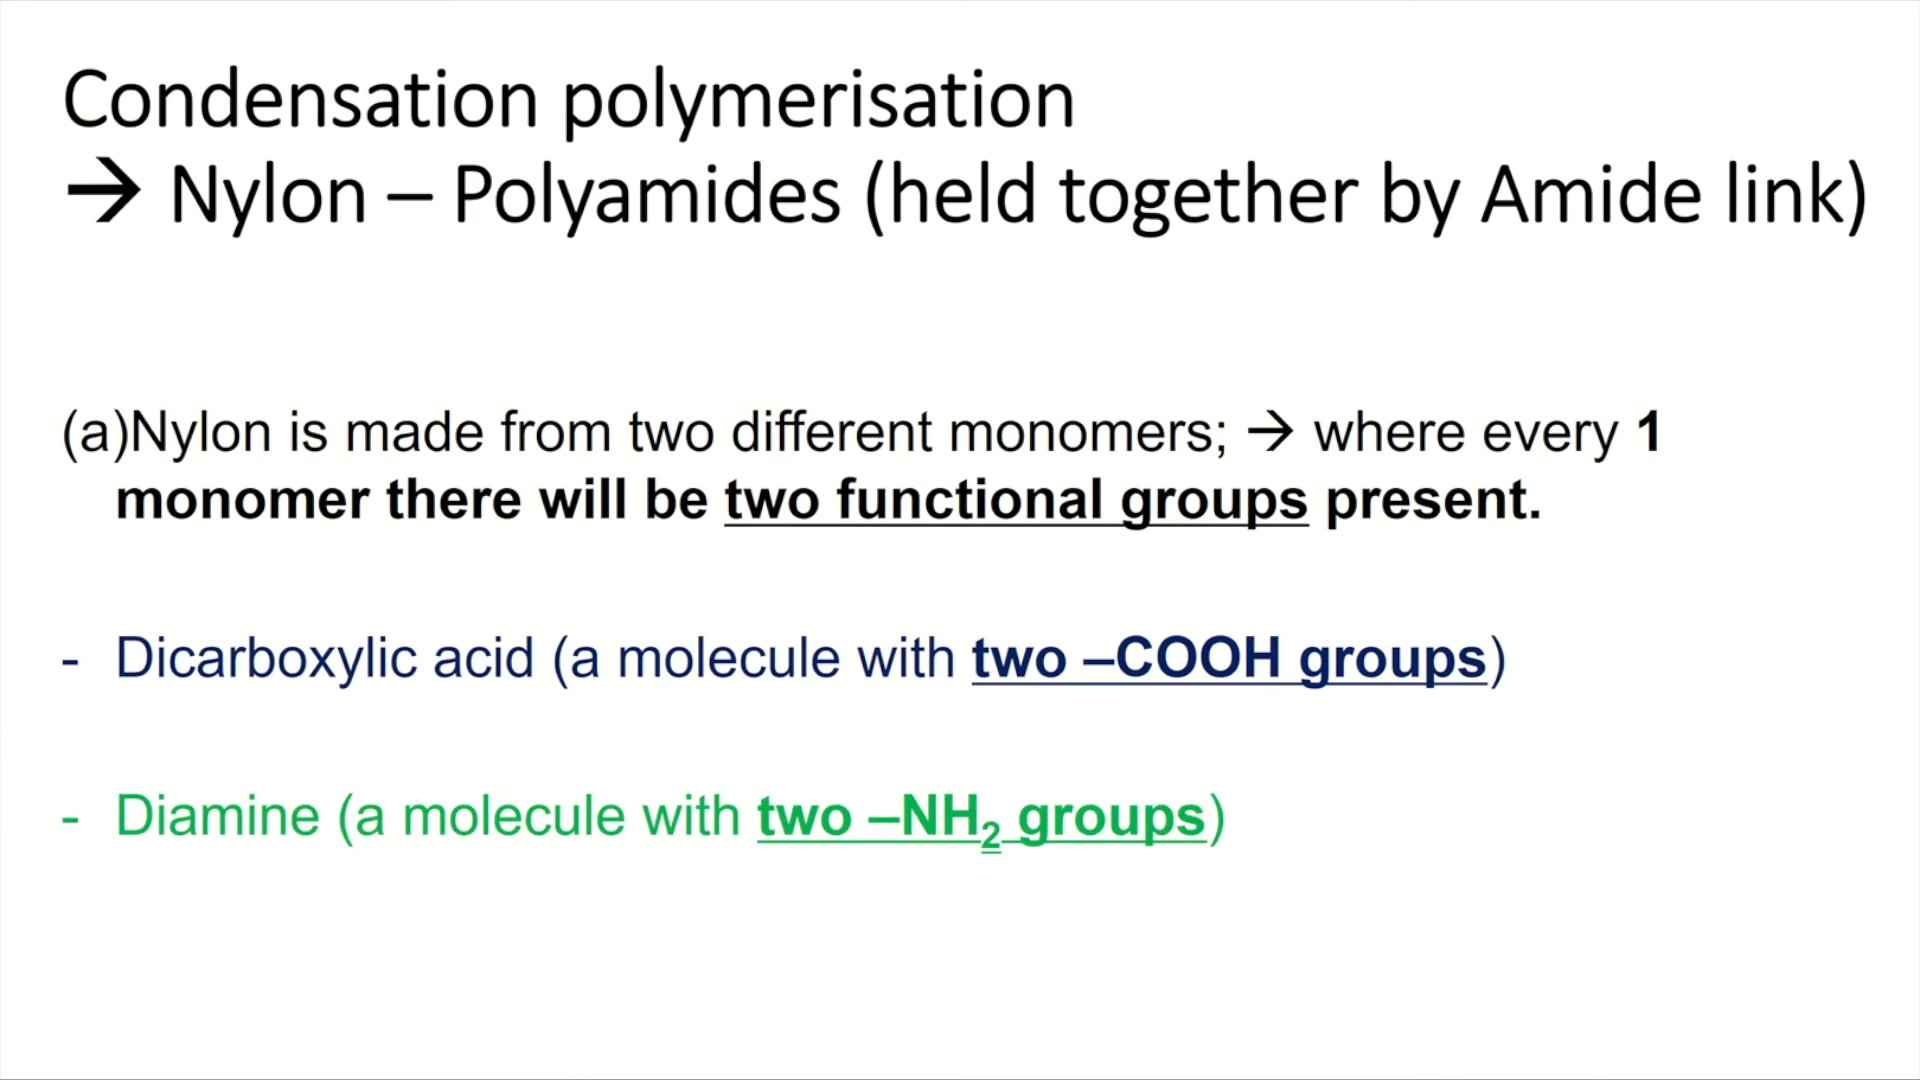 Condensation polymerisation
→ Nylon – Polyamides (held together by Amide link)
(a)Nylon is made from two different monomers; → where every 1
monomer there will be two functional groups present.
- Dicarboxylic acid (a molecule with two –COOH groups)
- Diamine (a molecule with two –NH₂ groups)